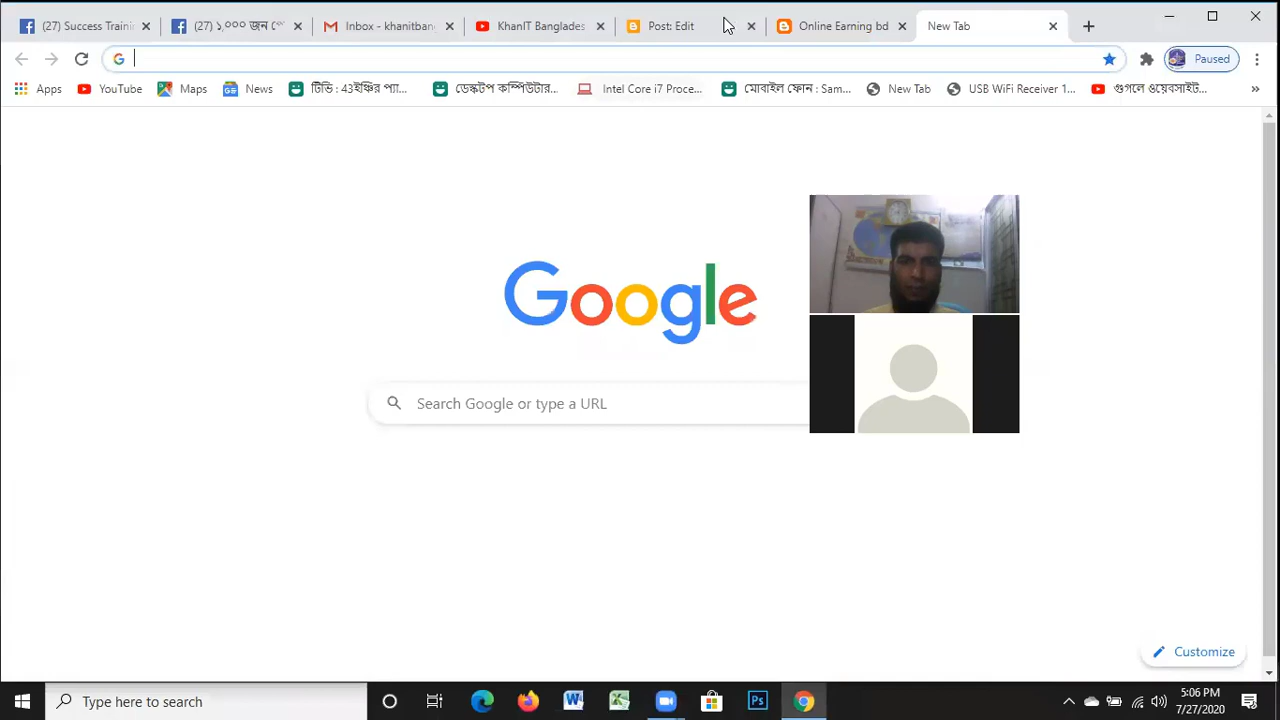 (27) Success Traini
(27) ১০০০ জন বে
Inbox - khanitbang
KhanIT Banglades
Post: Edit
Online Earning bd
New Tab
Paused
Apps
YouTube
Maps
News
টিভি : 43ইঞ্চির প্যা...
ডেস্কটপ কম্পিউটার...
Intel Core i7 Proce...
মোবাইল ফোন : Sam...
New Tab
USB WiFi Receiver 1...
গুগলে ওয়েবসাইট...
»
Google
Search Google or type a URL
Customize
Type here to search
5:06 PM
7/27/2020